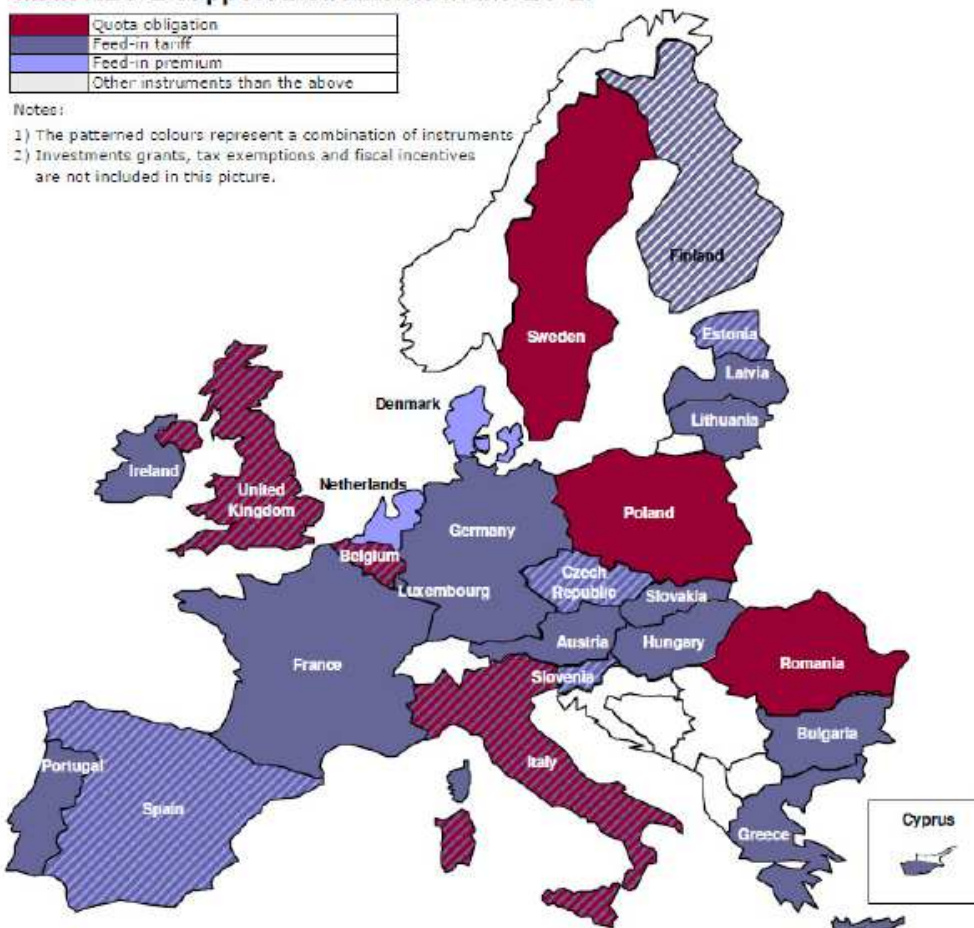 Quota obligation
Feed-in tariff
Feed-in premium
Other instruments than the above
Notes:
1) The patterned colours represent a combination of instruments
2) Investments grants, tax exemptions and fiscal incentives
are not included in this picture.
Finland
Sweden
Estonia
Latvia
Lithuania
Denmark
Ireland
United
Kingdom
Netherlands
Belgium
Germany
Poland
Luxembourg
Czech
Republic
Slovakia
Austria
Hungary
France
Slovenia
Romania
Bulgaria
Italy
Portugal
Spain
Greece
Cyprus